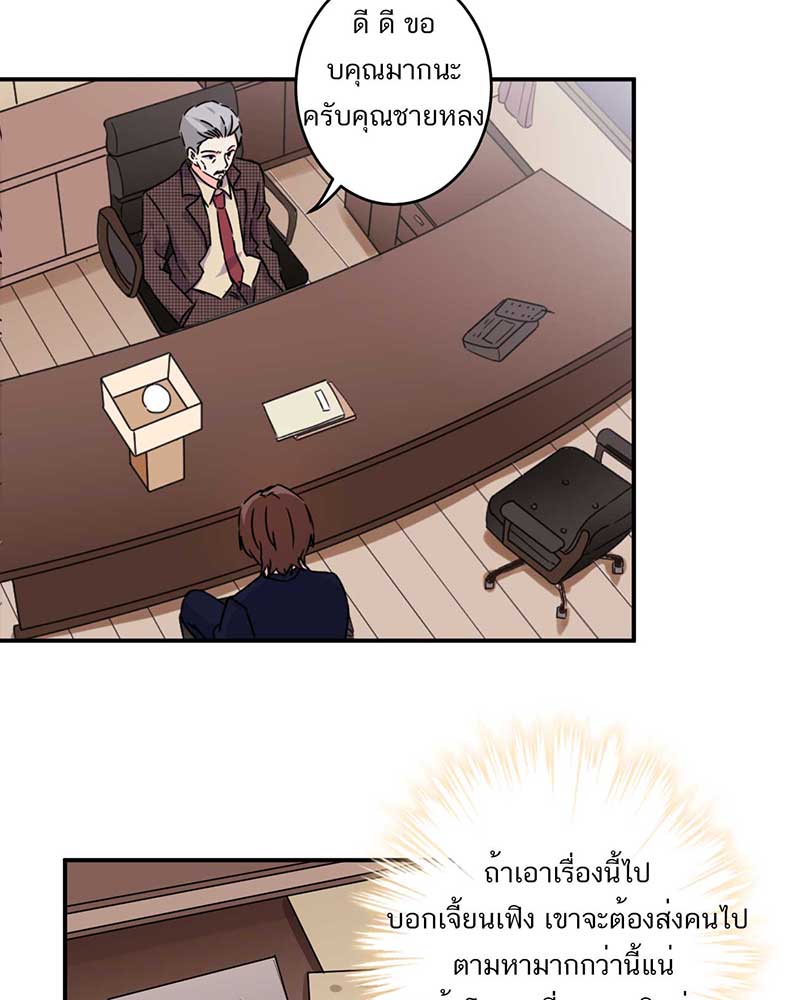 ดี ดี ขอ
บคุณมากนะ
ครับคุณชายหลง
ถ้าเอาเรื่องนี้ไป
บอกเจี้ยนเฟิง เขาจะต้องส่งคนไป
ตามหามากกว่านี้แน่